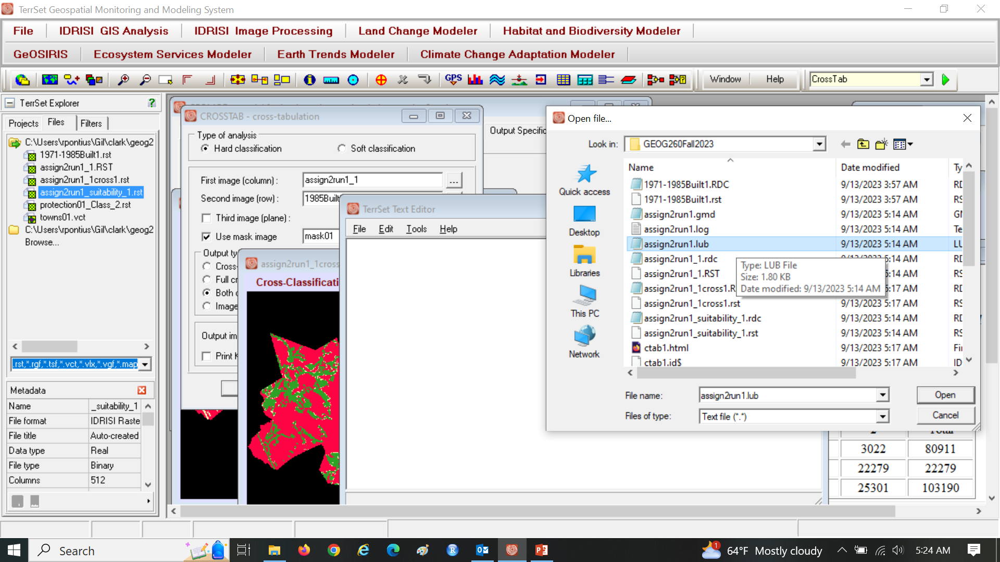 TerrSet Geospatial Monitoring and Modeling System
File
IDRISI GIS Analysis
IDRISI Image Processing
Land Change Modeler
Habitat and Biodiversity Modeler
GeOSIRIS
Ecosystem Services Modeler
Earth Trends Modeler
Climate Change Adaptation Modeler
GPS
Window
Help
CrossTab
TerrSet Explorer
?
Projects
Files
Filters
C:\Users\rpontius\Gil\clark\geog2
1971-1985Built1.rst
assign2run1_1.RST
assign2run1_1cross1.rst
assign2run1_suitability_1.rst
protection01_Class_2.rst
towns01.vct
C:\Users\rpontius\Gil\clark\geog2
Browse...
.rst,*.rgf,*.tsf,*.vct,*.vlx,*.vgf,*.map
Metadata
Name _suitability_1
File format IDRISI Raste
File title Auto-created
Data type Real
File type Binary
Columns 512
CROSSTAB - cross-tabulation
Type of analysis
Hard classification
Soft classification
First image (column) : assign2run1_1
...
Second image (row) : 1985Built
Third image (plane) :
Use mask image mask01
Output ty
Cross-
Full cr
Both
Image
Output im
Print
Output Specific
assign2run1_1cross
Cross-Classificati
TerrSet Text Editor
File Edit Tools Help
Open file...
Look in: GEOG260Fall2023
Quick access
Desktop
Libraries
This PC
Network
Name Date modified Ty
1971-1985Built1.RDC 9/13/2023 3:57 AM RD
1971-1985Built1.rst 9/13/2023 3:57 AM RS
assign2run1.gmd 9/13/2023 5:14 AM GM
assign2run1.log 9/13/2023 5:14 AM Te
assign2run1.lub 9/13/2023 5:14 AM LU
assign2run1_1.rdc 5:14 AM RD
assign2run1_1.RST 5:14 AM RS
assign2run1_1cross1.R 5:17 AM RD
assign2run1_1cross1.rst 9/13/2023 5:17 AM RS
assign2run1_suitability_1.rdc 9/13/2023 5:14 AM RD
assign2run1_suitability_1.rst 9/13/2023 5:14 AM RS
ctab1.html 9/13/2023 5:17 AM Fir
ctab1.id$ 9/13/2023 5:17 AM ID
Type: LUB File
Size: 1.80 KB
Date modified: 9/13/2023 5:14 AM
File name: assign2run1.lub
Open
Files of type: Text file (*.*)
Cancel
2 Total
3022 80911
22279 22279
25301 103190
Search
1
64°F Mostly cloudy
5:24 AM